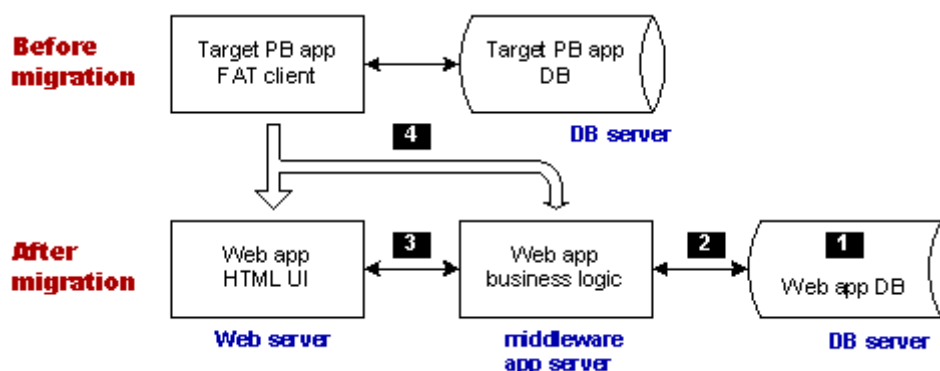 Before
migration
Target PB app
FAT client
Target PB app
DB
DB server
4
After
migration
Web app
HTML UI
3
Web app
business logic
2
1
Web app DB
Web server
middleware
app server
DB server